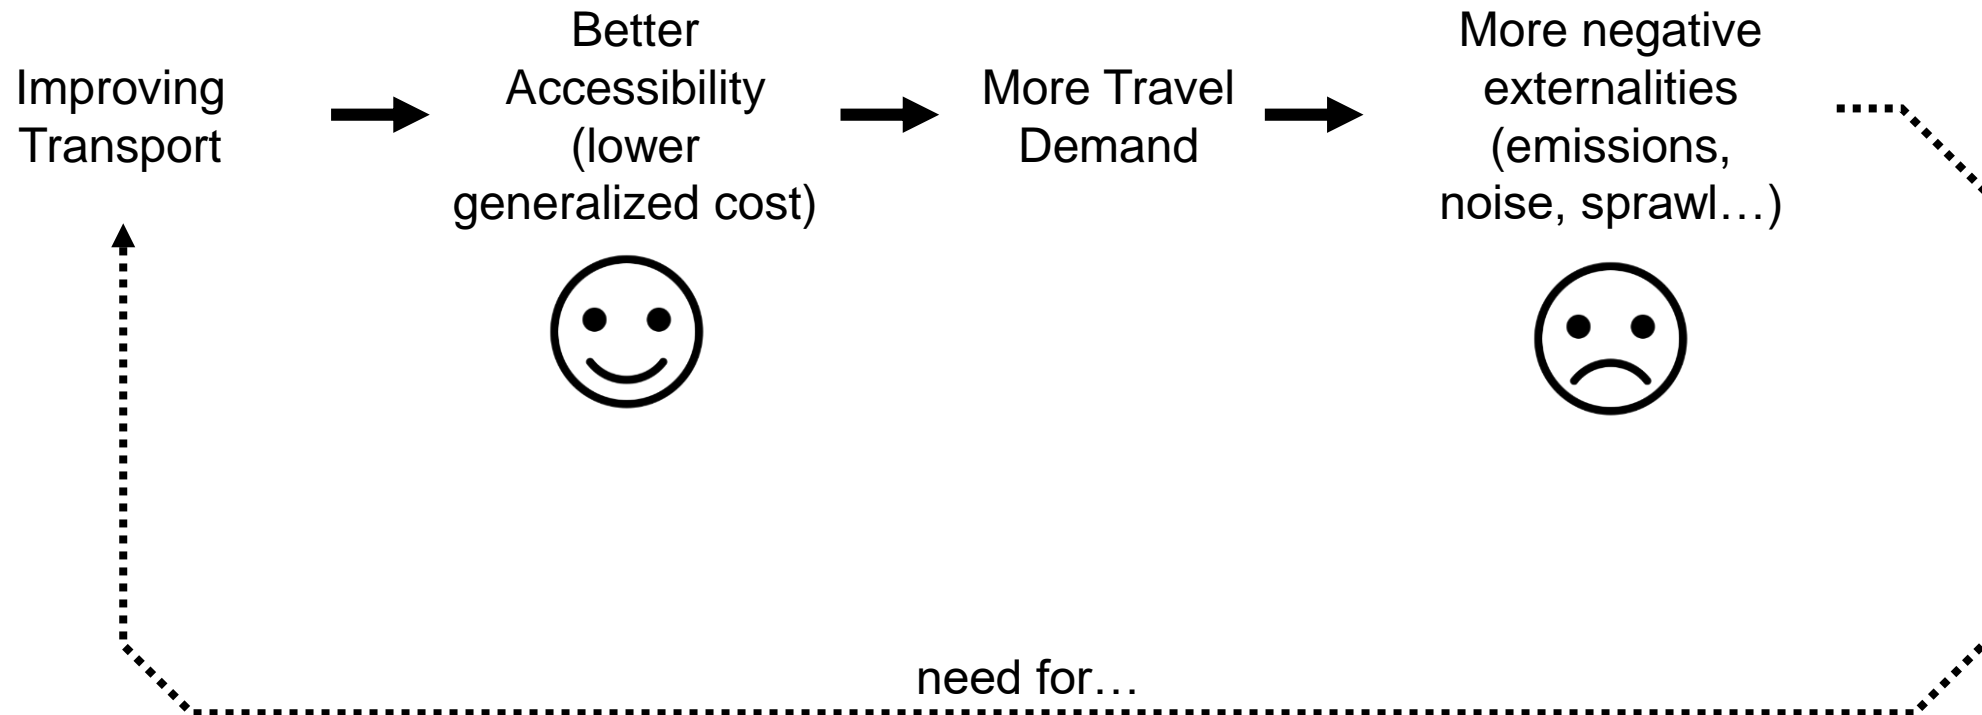 Improving
Transport
Better
Accessibility
(lower
generalized cost)
More Travel
Demand
More negative
externalities
(emissions,
noise, sprawl…)
need for…